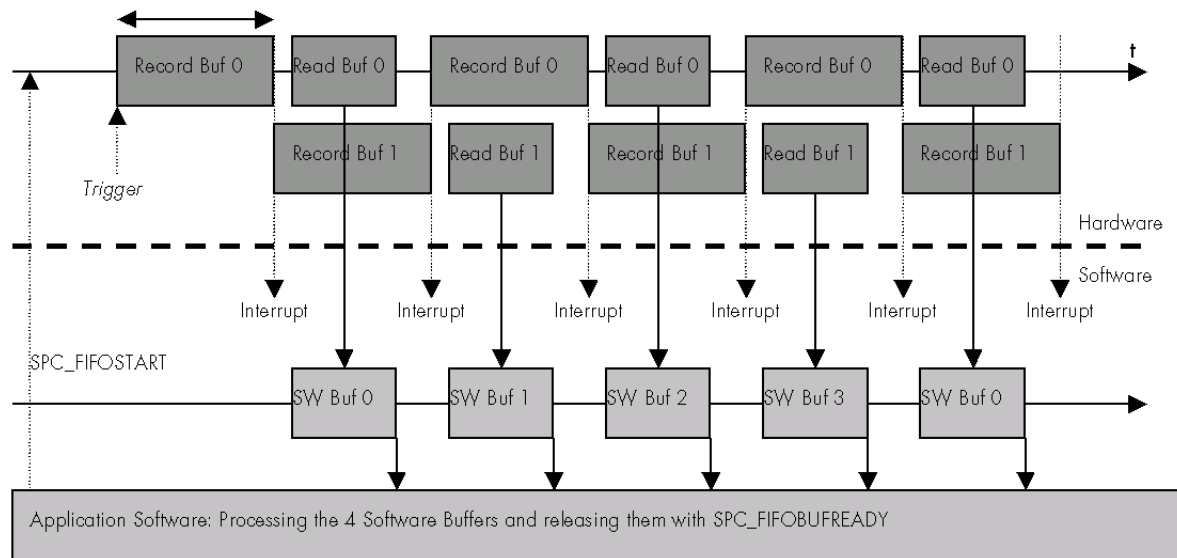 Record Buf 0
Read Buf 0
Record Buf 0
Read Buf 0
Record Buf 0
Read Buf 0
t
Record Buf 1
Read Buf 1
Record Buf 1
Read Buf 1
Record Buf 1
Trigger
Hardware
Software
Interrupt
Interrupt
Interrupt
Interrupt
Interrupt
Interrupt
SPC_FIFOSTART
SW Buf 0
SW Buf 1
SW Buf 2
SW Buf 3
SW Buf 0
Application Software: Processing the 4 Software Buffers and releasing them with SPC_FIFOBUFREADY